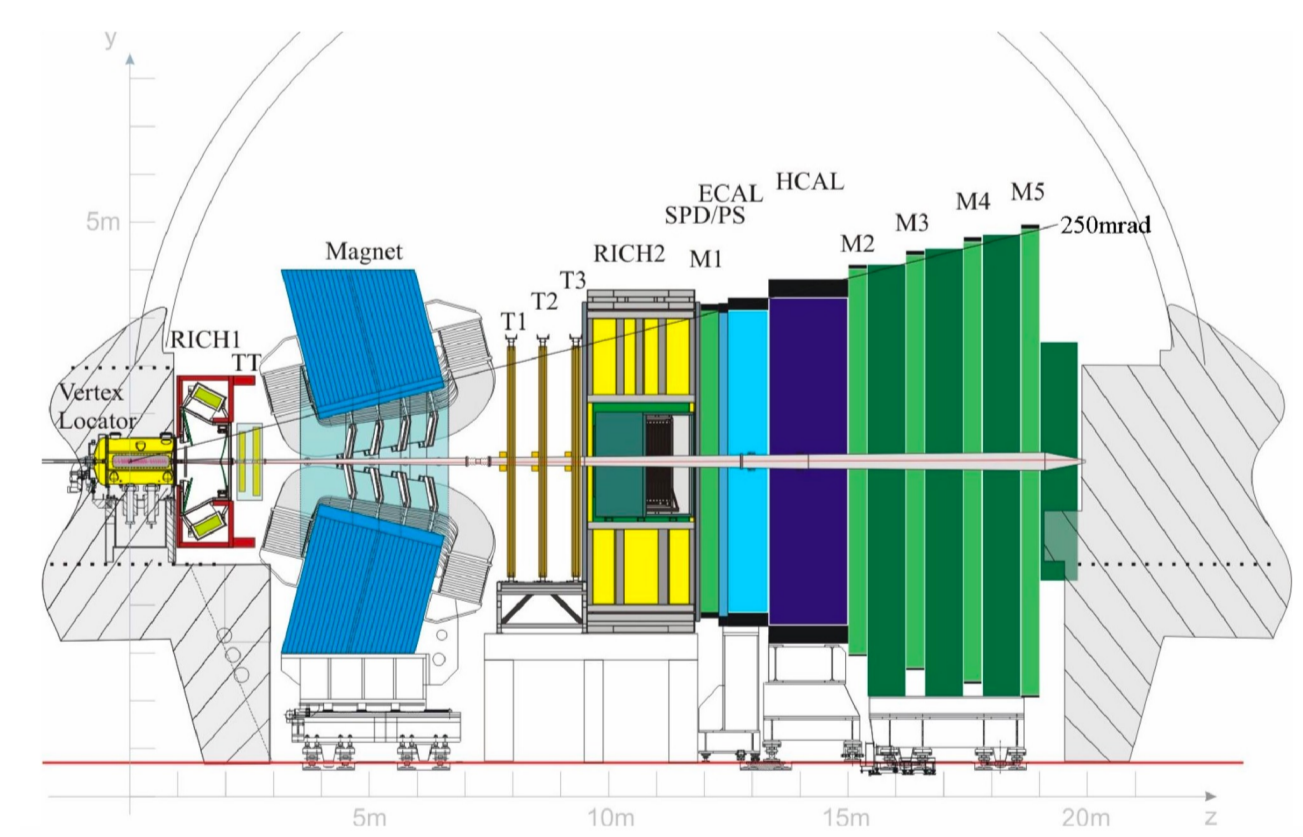 y
5m
ECAL
HCAL
SPD/PS
M1
RICH2
M2
M3
M4
M5
250mrad
Magnet
T1
T2
T3
RICH1
TT
Vertex
Locator
5m
10m
15m
20m
z